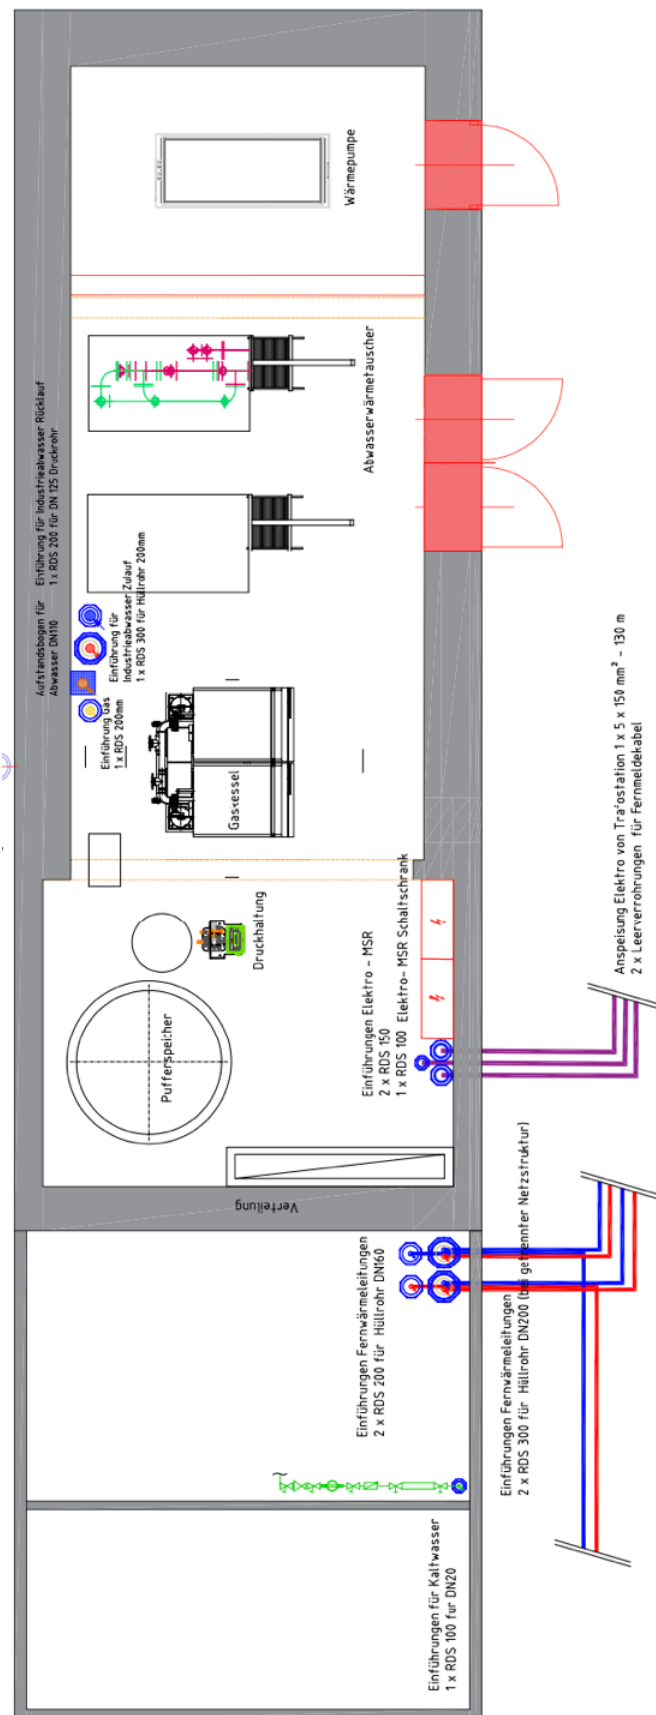 Wärmepumpe
Abwasserwärmetauscher
Aufstandsbogen für
Abwasser DN110
Einführung für Industrieabwasser Rücklauf
1 x RDS 200 für DN 125 Druckrohr
Einführung für
Industrieabwasser Zulauf
1 x RDS 300 für Hüllrohr 200mm
Einführung Gas
1 x RDS 200mm
Gaskessel
Druckhaltung
Pufferspeicher
Einführungen Elektro - MSR
2 x RDS 150
1 x RDS 100
Elektro- MSR Schaltschrank
Anspeisung Elektro von Trafostation 1 x 5 x 150 mm² - 130 m
2 x Leerverrohrungen für Fernmeldekabel
Verteilung
Einführungen Fernwärmeleitungen
2 x RDS 200 für Hüllrohr DN160
Einführungen Fernwärmeleitungen
2 x RDS 300 für Hüllrohr DN200 (bei getrennter Netzstruktur)
Einführungen für Kaltwasser
1 x RDS 100 für DN20